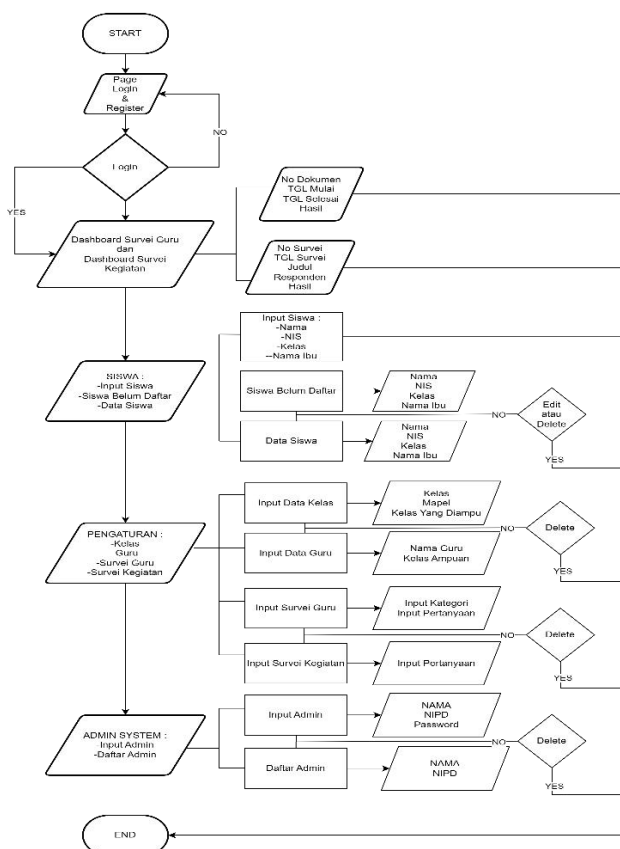 START
Page
Login
&
Register
NO
Login
YES
No Dokumen
TGL Mulai
TGL Selesai
Hasil
Dashboard Survei Guru
dan
Dashboard Survei
Kegiatan
No Survei
TGL Survei
Judul
Responden
Hasil
Input Siswa :
-Nama
-NIS
-Kelas
--Nama Ibu
SISWA :
-Input Siswa
-Siswa Belum Daftar
-Data Siswa
Siswa Belum Daftar
Nama
NIS
Kelas
Nama Ibu
NO
Edit
atau
Delete
Data Siswa
Nama
NIS
Kelas
Nama Ibu
YES
Input Data Kelas
Kelas
Mapel
Kelas Yang Diampu
NO
Delete
PENGATURAN :
-Kelas
Guru
-Survei Guru
-Survei Kegiatan
Input Data Guru
Nama Guru
Kelas Ampuan
YES
Input Survei Guru
Input Kategori
Input Pertanyaan
NO
Delete
Input Survei Kegiatan
Input Pertanyaan
YES
Input Admin
NAMA
NIPD
Password
NO
Delete
ADMIN SYSTEM :
Input Admin
-Daftar Admin
Daftar Admin
NAMA
NIPD
YES
END